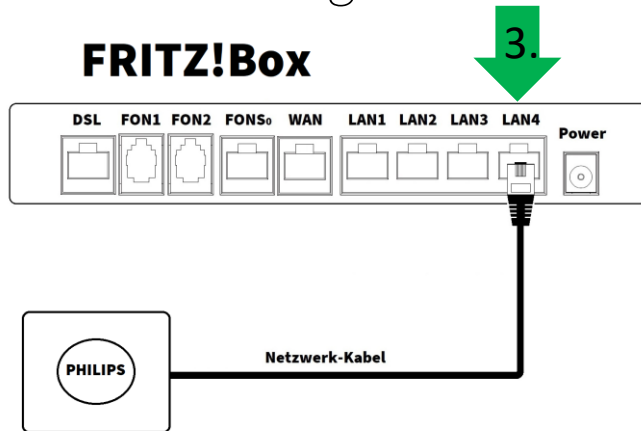 3.
FRITZ!Box
DSL FON1 FON2 FONS₀ WAN LAN1 LAN2 LAN3 LAN4
Power
PHILIPS
Netzwerk-Kabel